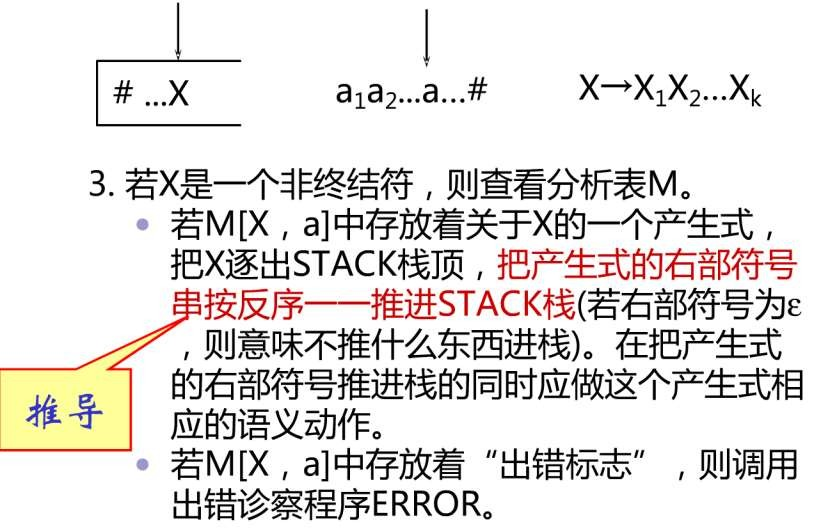 # ...X
a₁a₂...a...#
X→X₁X₂...Xₖ
3. 若X是一个非终结符，则查看分析表M。
• 若M[X，a]中存放着关于X的一个产生式，
把X逐出STACK栈顶，把产生式的右部符号
串按反序一一推进STACK栈(若右部符号为ε
，则意味不推什么东西进栈)。在把产生式
的右部符号推进栈的同时应做这个产生式相
推导
应的语义动作。
• 若M[X，a]中存放着“出错标志”，则调用
出错诊察程序ERROR。